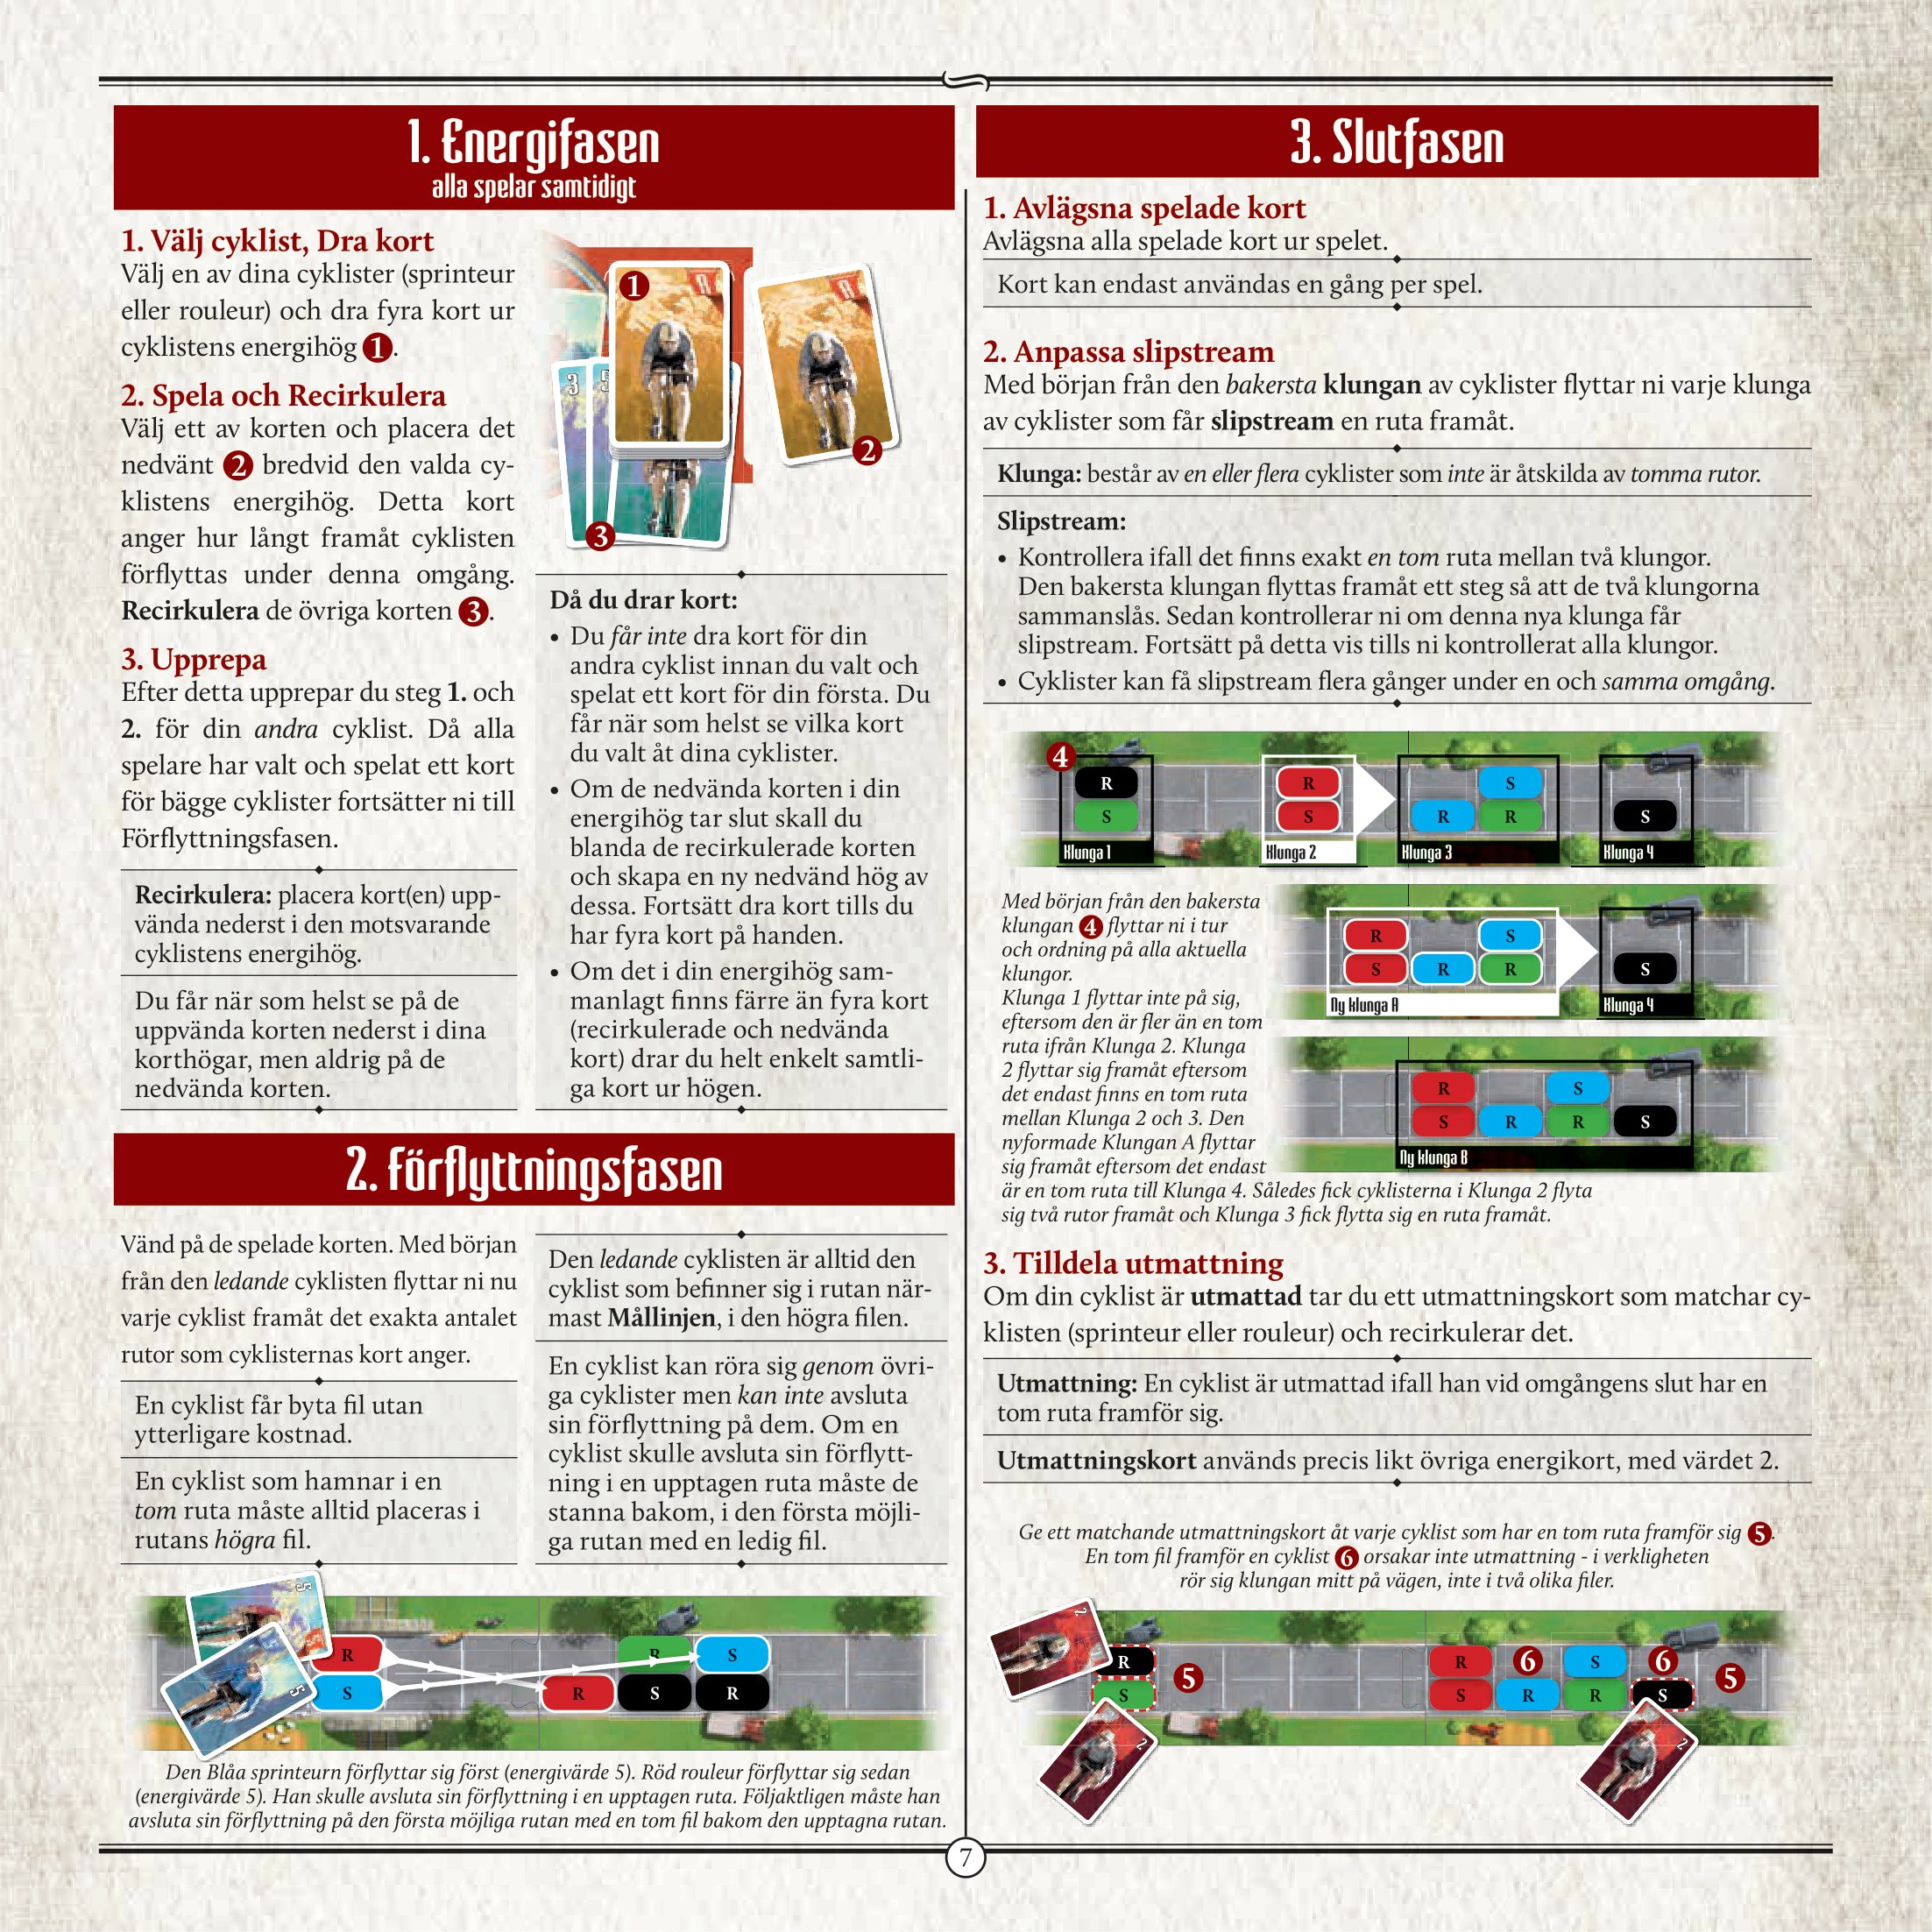 1. Energifasen
alla spelar samtidigt
1. Välj cyklist, Dra kort
Välj en av dina cyklister (sprinteur
eller rouleur) och dra fyra kort ur
cyklistens energihög 1.
2. Spela och Recirkulera
Välj ett av korten och placera det
nedvänt 2 bredvid den valda cy-
klistens energihög. Detta kort
anger hur långt framåt cyklisten
förflyttas under denna omgång.
Recirkulera de övriga korten 3.
3. Upprepa
Efter detta upprepar du steg 1. och
2. för din andra cyklist. Då alla
spelare har valt och spelat ett kort
för bägge cyklister fortsätter ni till
Förflyttningsfasen.
Recirkulera: placera kort(en) upp-
vända nederst i den motsvarande
cyklistens energihög.
Du får när som helst se på de
uppvända korten nederst i dina
korthögar, men aldrig på de
nedvända korten.
1
R
R
2
3
5
3
Då du drar kort:
• Du får inte dra kort för din
andra cyklist innan du valt och
spelat ett kort för din första. Du
får när som helst se vilka kort
du valt åt dina cyklister.
• Om de nedvända korten i din
energihög tar slut skall du
blanda de recirkulerade korten
och skapa en ny nedvänd hög av
dessa. Fortsätt dra kort tills du
har fyra kort på handen.
• Om det i din energihög sam-
manlagt finns färre än fyra kort
(recirkulerade och nedvända
kort) drar du helt enkelt samtli-
ga kort ur högen.
2. Förflyttningsfasen
Vänd på de spelade korten. Med början
från den ledande cyklisten flyttar ni nu
varje cyklist framåt det exakta antalet
rutor som cyklisternas kort anger.
En cyklist får byta fil utan
ytterligare kostnad.
En cyklist som hamnar i en
tom ruta måste alltid placeras i
rutans högra fil.
Den ledande cyklisten är alltid den
cyklist som befinner sig i rutan när-
mast Mållinjen, i den högra filen.
En cyklist kan röra sig genom övri-
ga cyklister men kan inte avsluta
sin förflyttning på dem. Om en
cyklist skulle avsluta sin förflytt-
ning i en upptagen ruta måste de
stanna bakom, i den första möjli-
ga rutan med en ledig fil.
5
5
R R S
S R S R
Den Blåa sprinteurn förflyttar sig först (energivärde 5). Röd rouleur förflyttar sig sedan
(energivärde 5). Han skulle avsluta sin förflyttning i en upptagen ruta. Följaktligen måste han
avsluta sin förflyttning på den första möjliga rutan med en tom fil bakom den upptagna rutan.
3. Slutfasen
1. Avlägsna spelade kort
Avlägsna alla spelade kort ur spelet.
Kort kan endast användas en gång per spel.
2. Anpassa slipstream
Med början från den bakersta klungan av cyklister flyttar ni varje klunga
av cyklister som får slipstream en ruta framåt.
Klunga: består av en eller flera cyklister som inte är åtskilda av tomma rutor.
Slipstream:
• Kontrollera ifall det finns exakt en tom ruta mellan två klungor.
Den bakersta klungan flyttas framåt ett steg så att de två klungorna
sammanslås. Sedan kontrollerar ni om denna nya klunga får
slipstream. Fortsätt på detta vis tills ni kontrollerat alla klungor.
• Cyklister kan få slipstream flera gånger under en och samma omgång.
4
R R S
S S R R S
Klunga 1 Klunga 2 Klunga 3 Klunga 4
R S
S R R S
Ny klunga A Klunga 4
R S
S R R S
Ny klunga B
Med början från den bakersta
klungan 4 flyttar ni i tur
och ordning på alla aktuella
klungor.
Klunga 1 flyttar inte på sig,
eftersom den är fler än en tom
ruta ifrån Klunga 2. Klunga
2 flyttar sig framåt eftersom
det endast finns en tom ruta
mellan Klunga 2 och 3. Den
nyformade Klungan A flyttar
sig framåt eftersom det endast
är en tom ruta till Klunga 4. Således fick cyklisterna i Klunga 2 flyta
sig två rutor framåt och Klunga 3 fick flytta sig en ruta framåt.
3. Tilldela utmattning
Om din cyklist är utmattad tar du ett utmattningskort som matchar cy-
klisten (sprinteur eller rouleur) och recirkulerar det.
Utmattning: En cyklist är utmattad ifall han vid omgångens slut har en
tom ruta framför sig.
Utmattningskort används precis likt övriga energikort, med värdet 2.
Ge ett matchande utmattningskort åt varje cyklist som har en tom ruta framför sig 5.
En tom fil framför en cyklist 6 orsakar inte utmattning - i verkligheten
rör sig klungan mitt på vägen, inte i två olika filer.
2
R 5 R 6 S 6 5
S S R R S
2 2
7